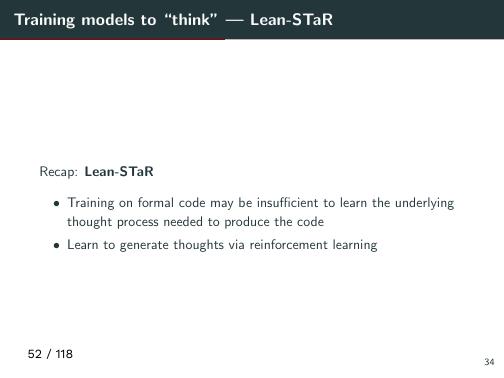 Training models to “think” — Lean-STaR
Recap: Lean-STaR
• Training on formal code may be insufficient to learn the underlying
thought process needed to produce the code
• Learn to generate thoughts via reinforcement learning
52 / 118
34